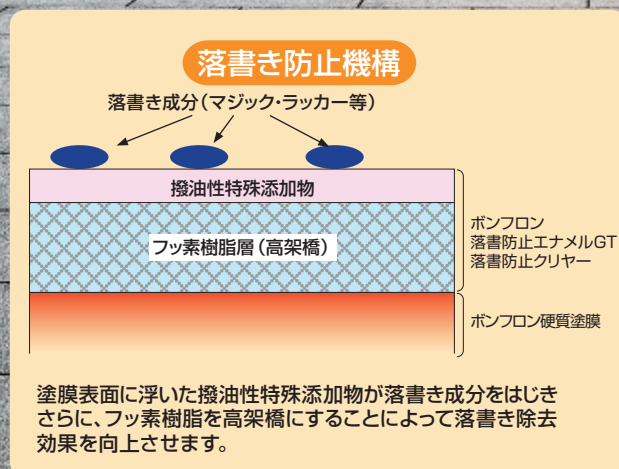 落書き防止機構
落書き成分(マジック・ラッカー等)
撥油性特殊添加物
フッ素樹脂層(高架橋)
ボンフロン
落書防止エナメルGT
落書防止クリヤー
ボンフロン硬質塗膜
塗膜表面に浮いた撥油性特殊添加物が落書き成分をはじき
さらに、フッ素樹脂を高架橋にすることによって落書き除去
効果を向上させます。